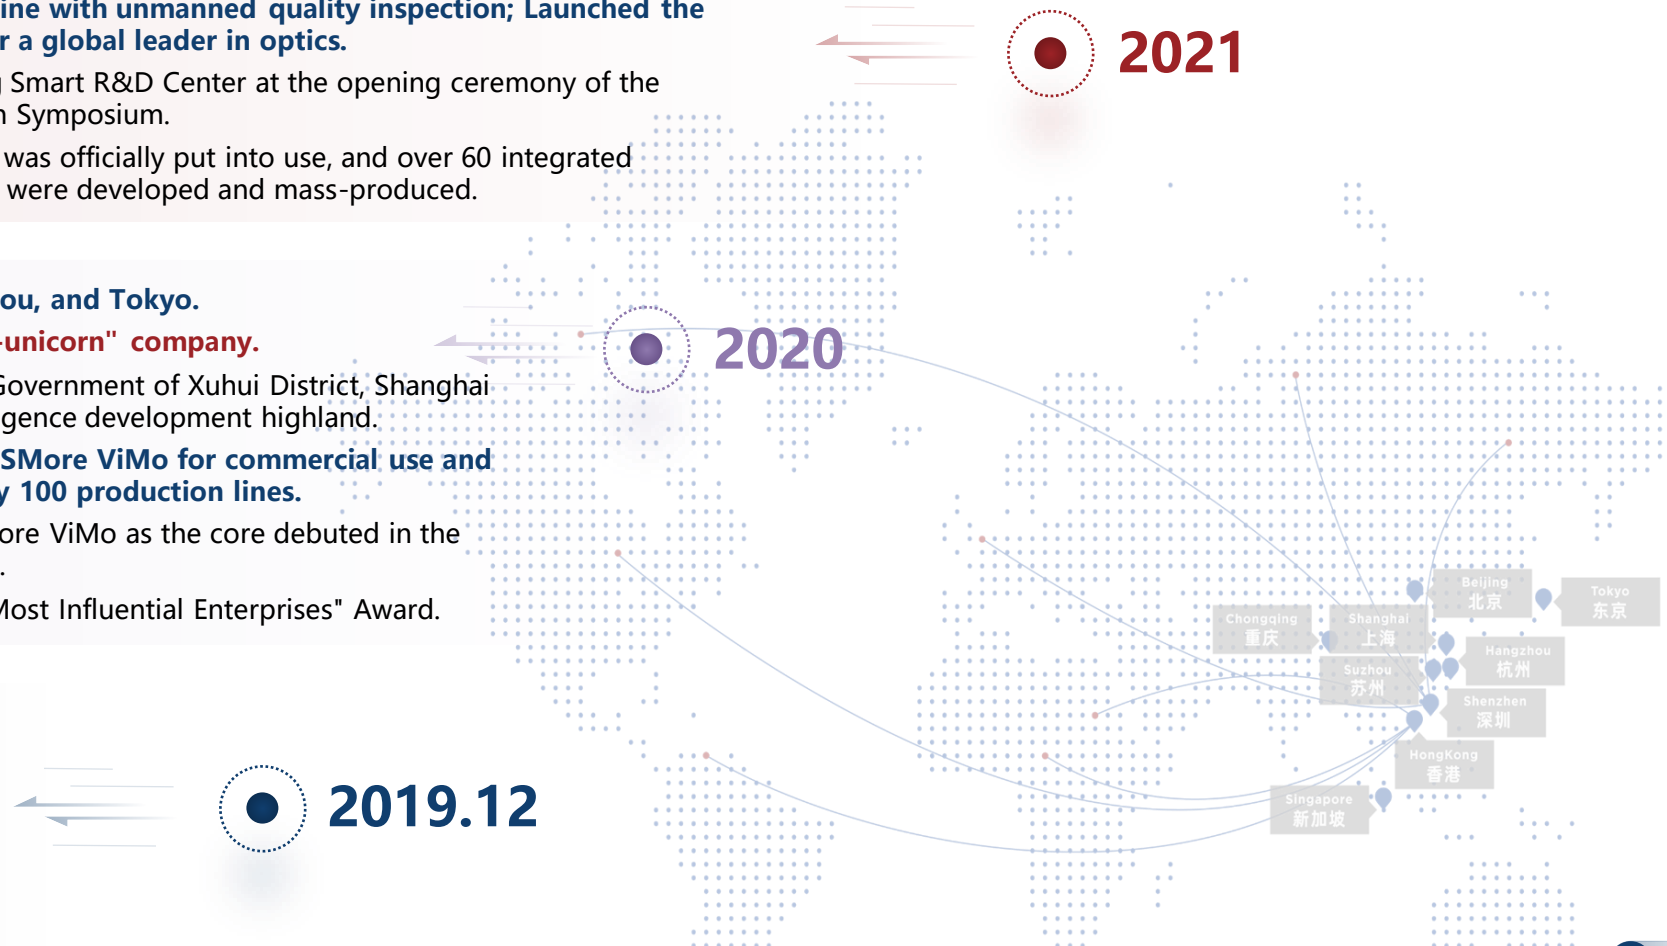 ine with unmanned quality inspection; Launched the
r a global leader in optics.
g Smart R&D Center at the opening ceremony of the
n Symposium.
was officially put into use, and over 60 integrated
were developed and mass-produced.
2021
ou, and Tokyo.
-unicorn" company.
Government of Xuhui District, Shanghai
gence development highland.
SMore ViMo for commercial use and
y 100 production lines.
ore ViMo as the core debuted in the
.
Most Influential Enterprises" Award.
2020
2019.12
Beijing
北京
Tokyo
东京
Chongqing
重庆
Shanghai
上海
Hangzhou
杭州
Suzhou
苏州
Shenzhen
深圳
HongKong
香港
Singapore
新加坡